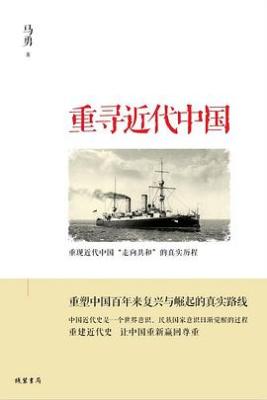 马勇
著
重寻近代中国
重现近代中国“走向共和”的真实历程
重塑中国百年来复兴与崛起的真实路线
中国近代史是一个世界意识、民族国家意识日渐觉醒的过程
重建近代史 让中国重新赢回尊重
线装书局